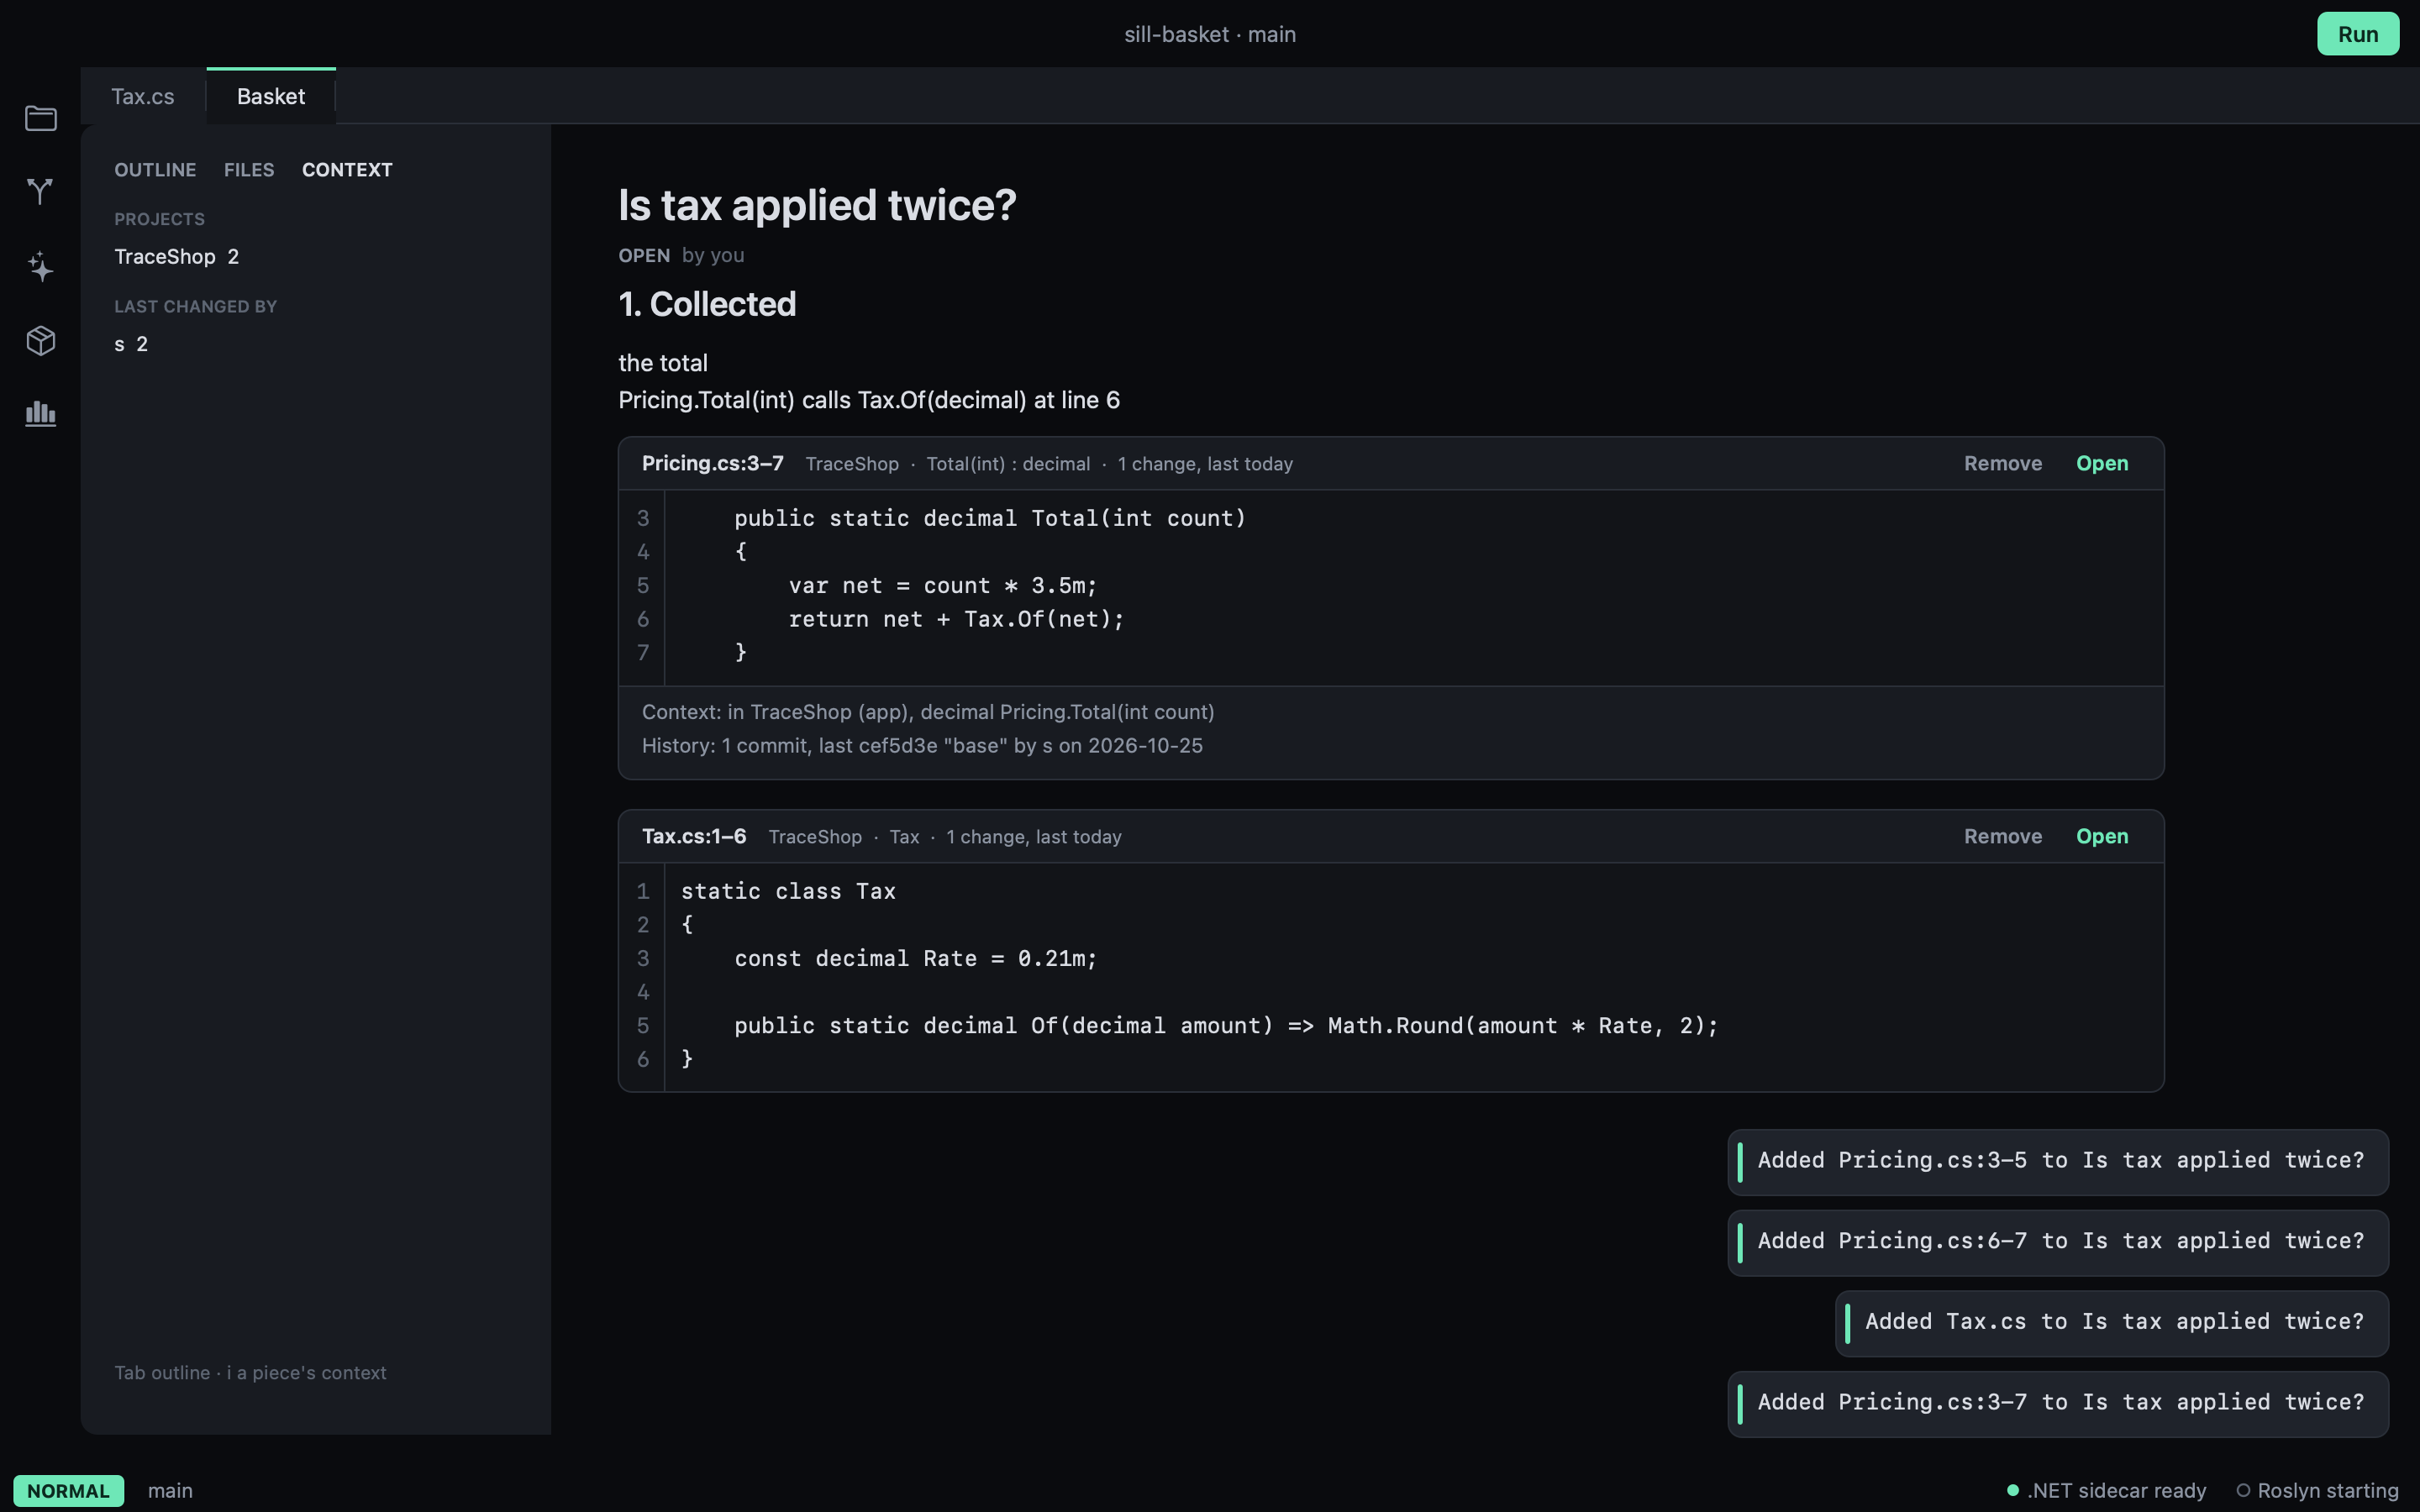 sill-basket · main
Run
Tax.cs
Basket
OUTLINE FILES CONTEXT
PROJECTS
TraceShop 2
LAST CHANGED BY
s 2
Tab outline · i a piece's context
Is tax applied twice?
OPEN by you
1. Collected
the total
Pricing.Total(int) calls Tax.Of(decimal) at line 6
Pricing.cs:3–7 TraceShop · Total(int) : decimal · 1 change, last today Remove Open
3     public static decimal Total(int count)
4     {
5         var net = count * 3.5m;
6         return net + Tax.Of(net);
7     }
Context: in TraceShop (app), decimal Pricing.Total(int count)
History: 1 commit, last cef5d3e "base" by s on 2026-10-25
Tax.cs:1–6 TraceShop · Tax · 1 change, last today Remove Open
1 static class Tax
2 {
3     const decimal Rate = 0.21m;
4
5     public static decimal Of(decimal amount) => Math.Round(amount * Rate, 2);
6 }
Added Pricing.cs:3–5 to Is tax applied twice?
Added Pricing.cs:6–7 to Is tax applied twice?
Added Tax.cs to Is tax applied twice?
Added Pricing.cs:3–7 to Is tax applied twice?
NORMAL main
.NET sidecar ready
Roslyn starting